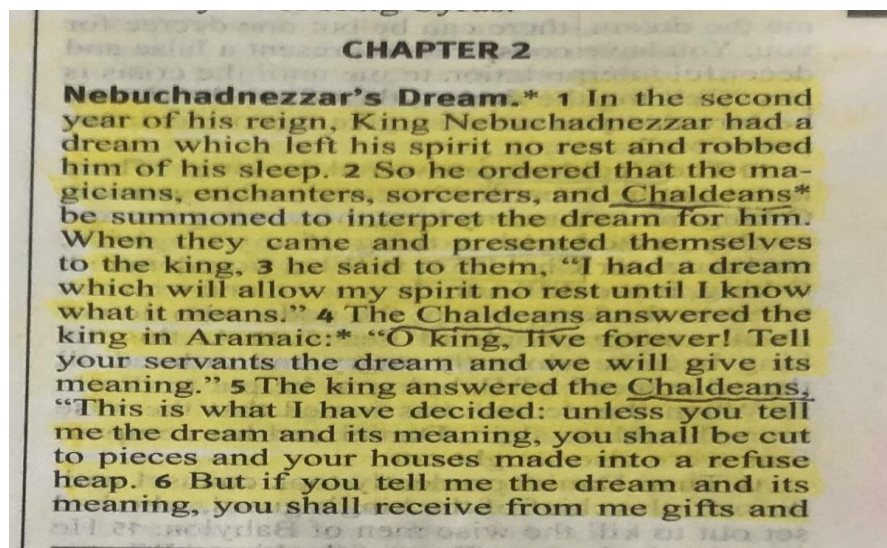 CHAPTER 2
Nebuchadnezzar's Dream.* 1 In the second
year of his reign, King Nebuchadnezzar had a
dream which left his spirit no rest and robbed
him of his sleep. 2 So he ordered that the ma-
gicians, enchanters, sorcerers, and Chaldeans*
be summoned to interpret the dream for him.
When they came and presented themselves
to the king, 3 he said to them, “I had a dream
which will allow my spirit no rest until I know
what it means.” 4 The Chaldeans answered the
king in Aramaic:* “O king, live forever! Tell
your servants the dream and we will give its
meaning.” 5 The king answered the Chaldeans,
“This is what I have decided: unless you tell
me the dream and its meaning, you shall be cut
to pieces and your houses made into a refuse
heap. 6 But if you tell me the dream and its
meaning, you shall receive from me gifts and